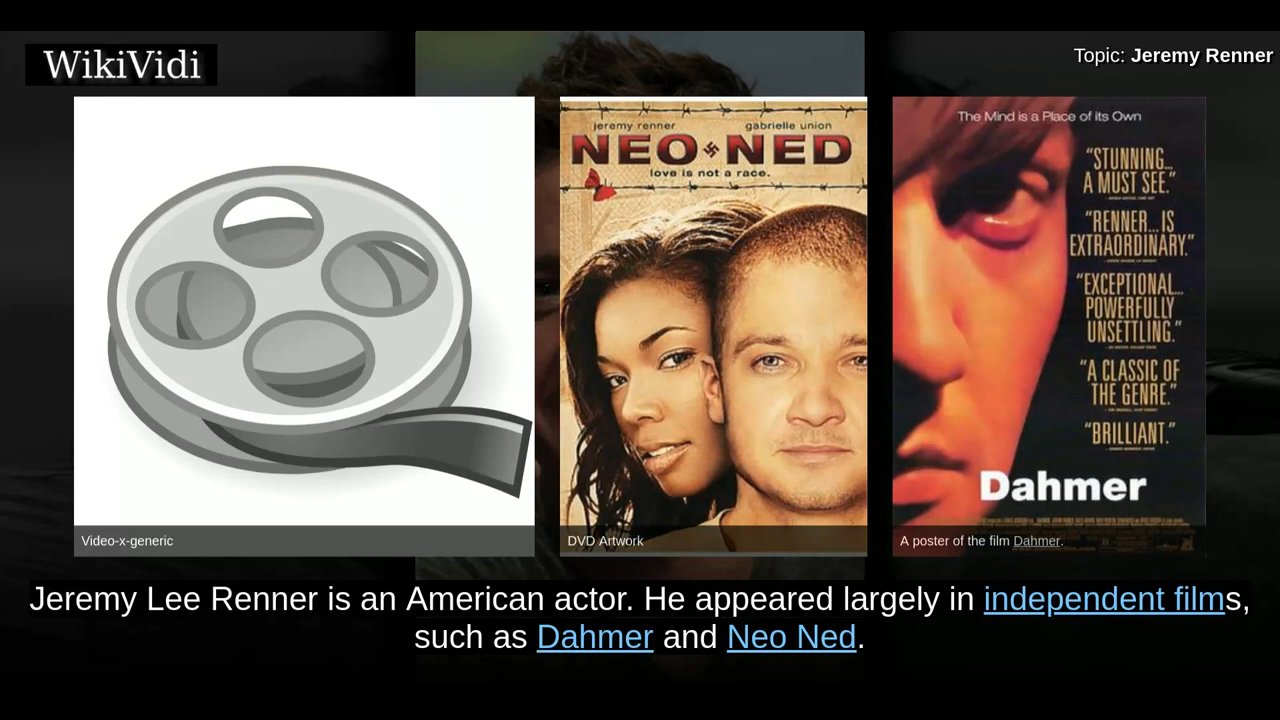 WikiVidi
Topic: Jeremy Renner
jeremy renner
gabrielle union
NEO NED
love is not a race.
The Mind is a Place of its Own
“STUNNING...
A MUST SEE.”
“RENNER...IS
EXTRAORDINARY.”
“EXCEPTIONAL...
POWERFULLY
UNSETTLING.”
“A CLASSIC OF
THE GENRE.”
“BRILLIANT.”
Dahmer
Video-x-generic
DVD Artwork
A poster of the film Dahmer.
Jeremy Lee Renner is an American actor. He appeared largely in independent films,
such as Dahmer and Neo Ned.